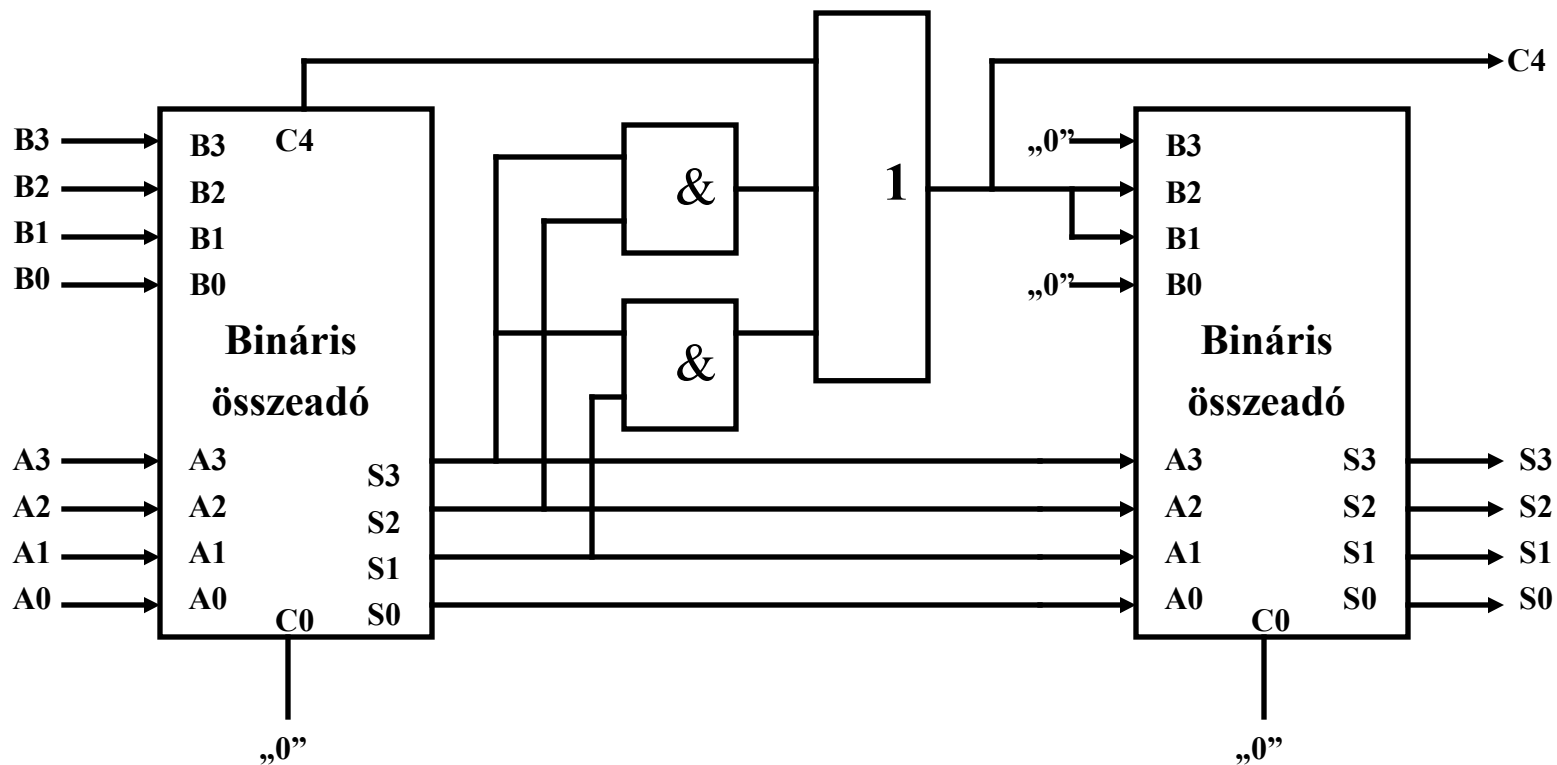 B3
B2
B1
B0
A3
A2
A1
A0
B3
C4
B2
B1
B0
Bináris
összeadó
A3
S3
A2
S2
A1
S1
A0
S0
C0
„0”
&
&
1
C4
„0”
„0”
B3
B2
B1
B0
Bináris
összeadó
A3
S3
A2
S2
A1
S1
A0
S0
C0
„0”
S3
S2
S1
S0